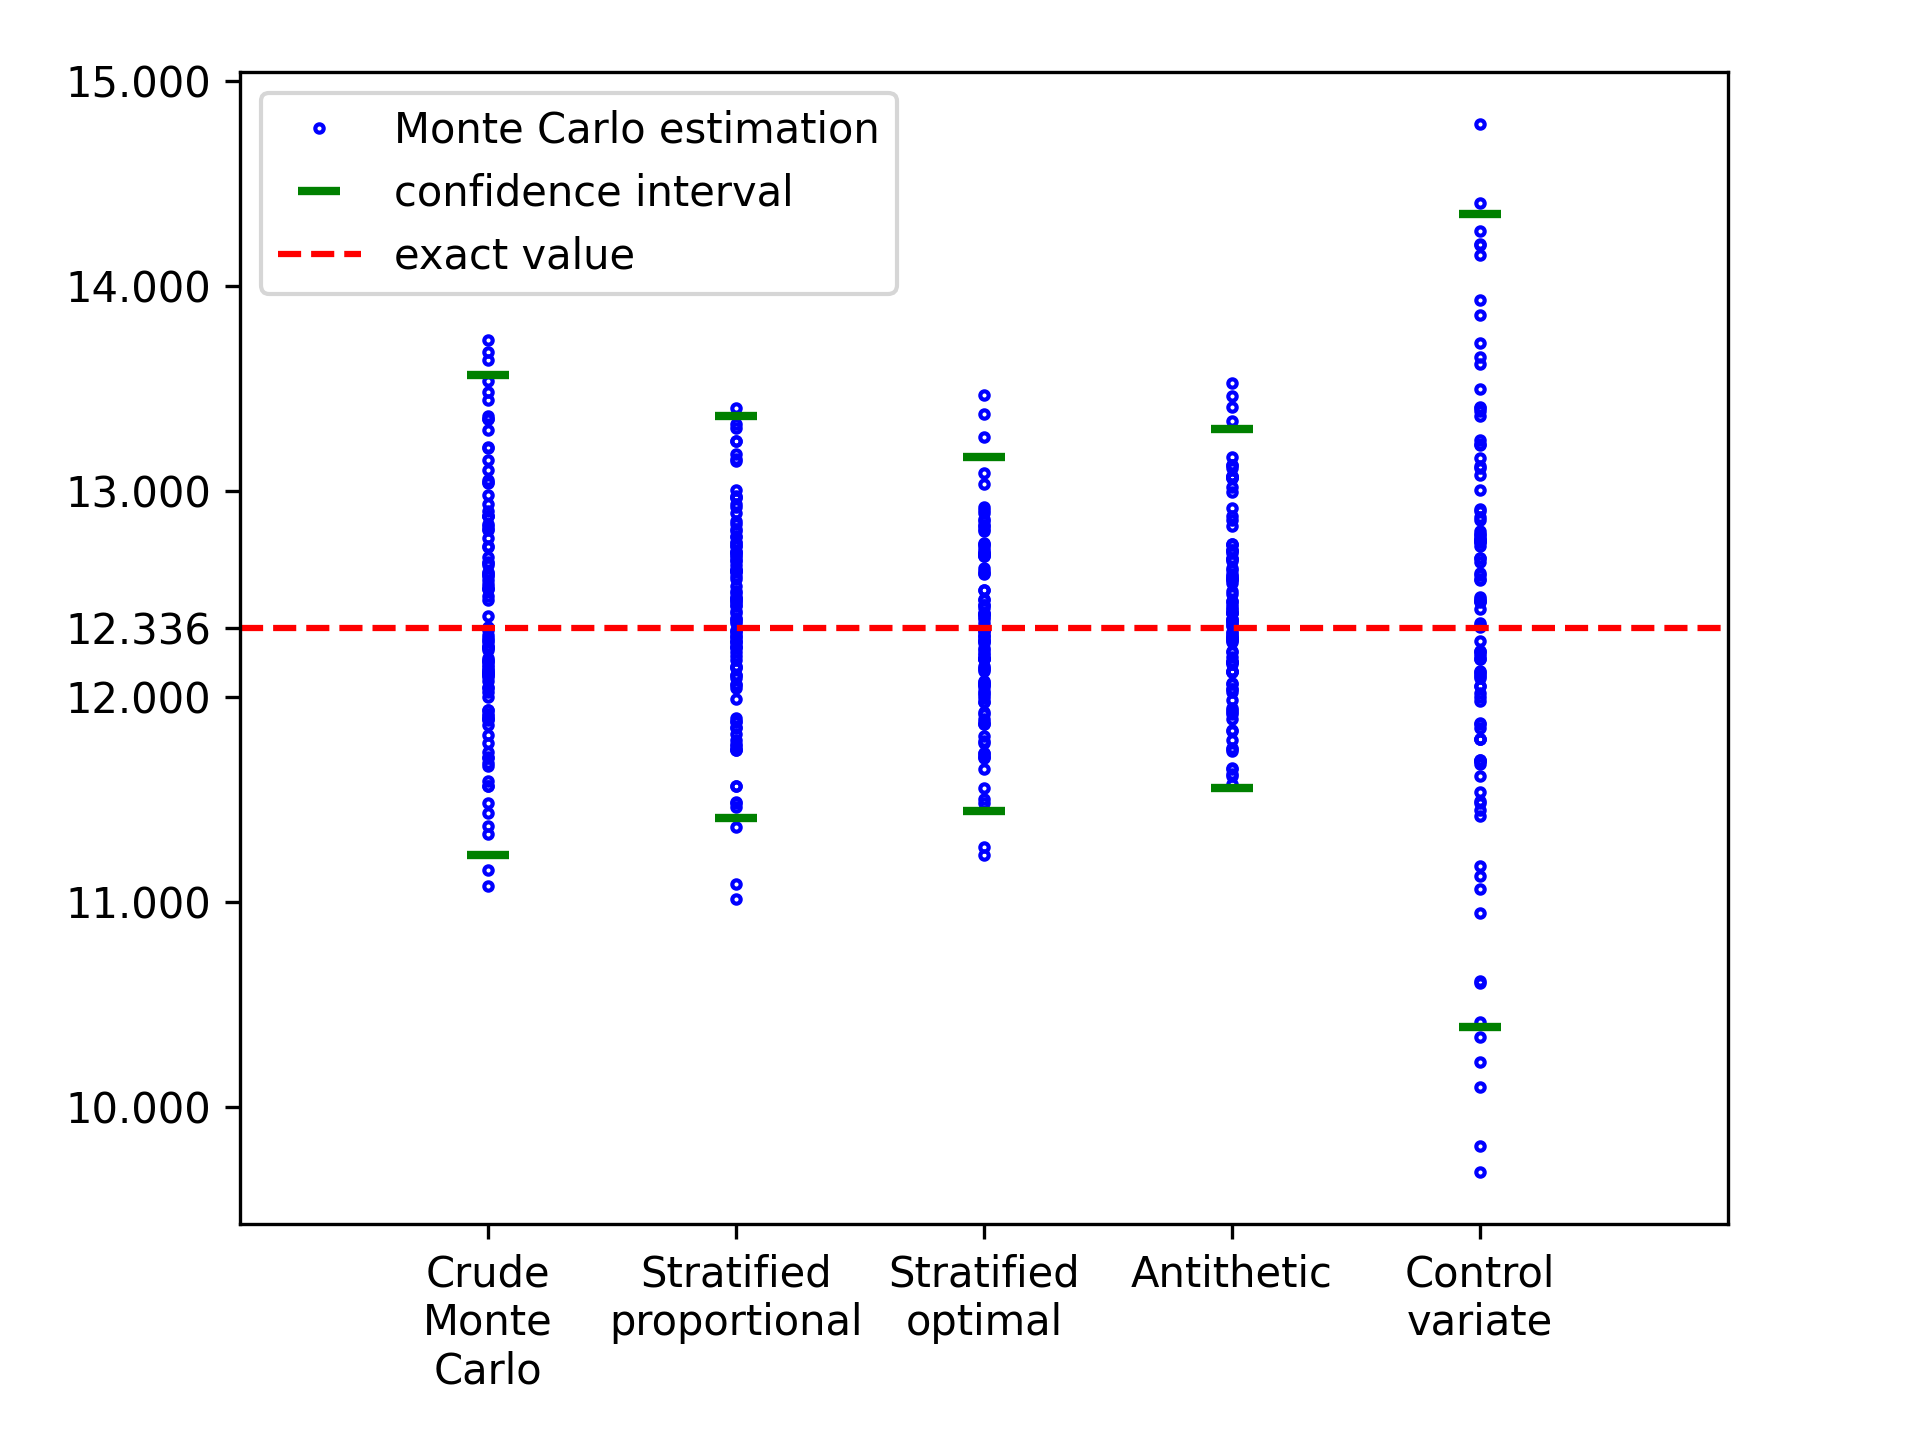 15.000
14.000
13.000
12.336
12.000
11.000
10.000
Monte Carlo estimation
confidence interval
exact value
Crude
Monte
Carlo
Stratified
proportional
Stratified
optimal
Antithetic
Control
variate